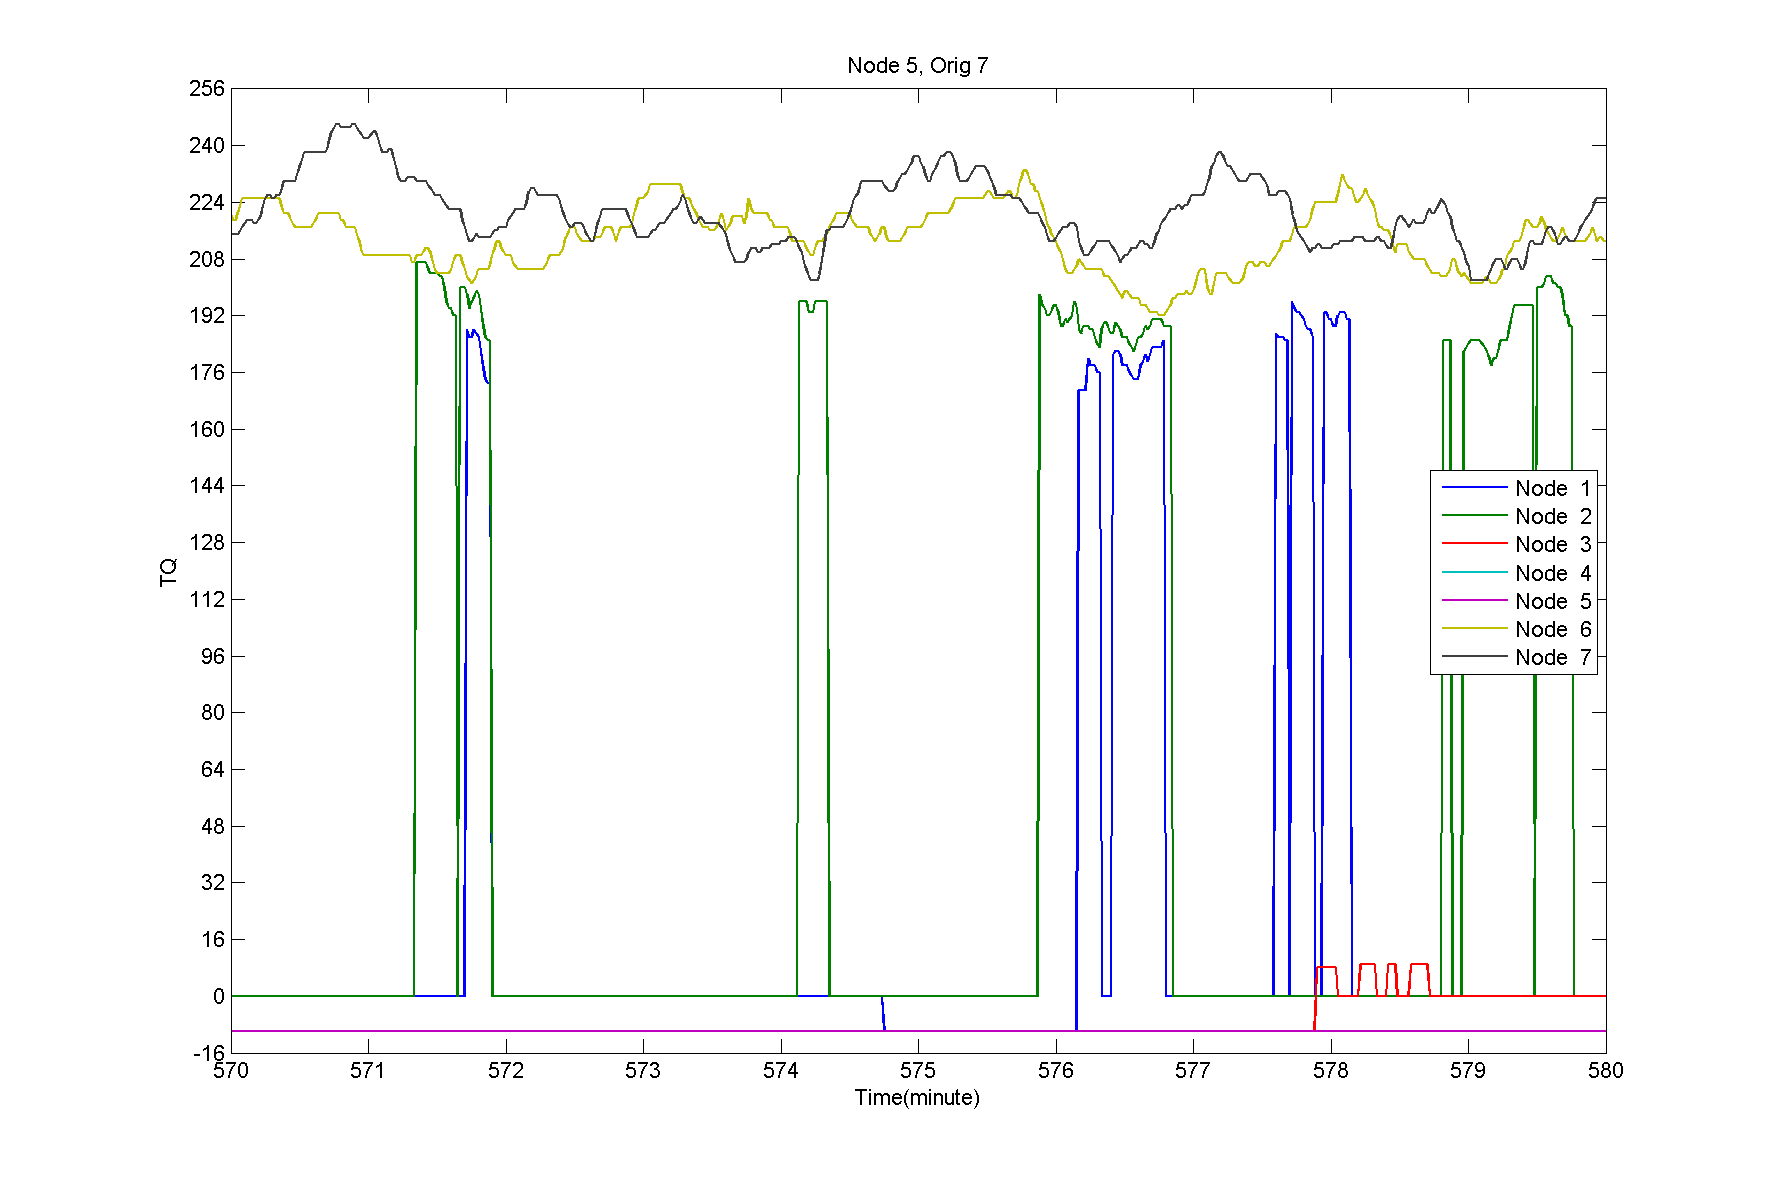 Node 5, Orig 7
256
240
224
208
192
176
160
144
128
112
96
80
64
48
32
16
0
-16
TQ
Node 1
Node 2
Node 3
Node 4
Node 5
Node 6
Node 7
570 571 572 573 574 575 576 577 578 579 580
Time(minute)